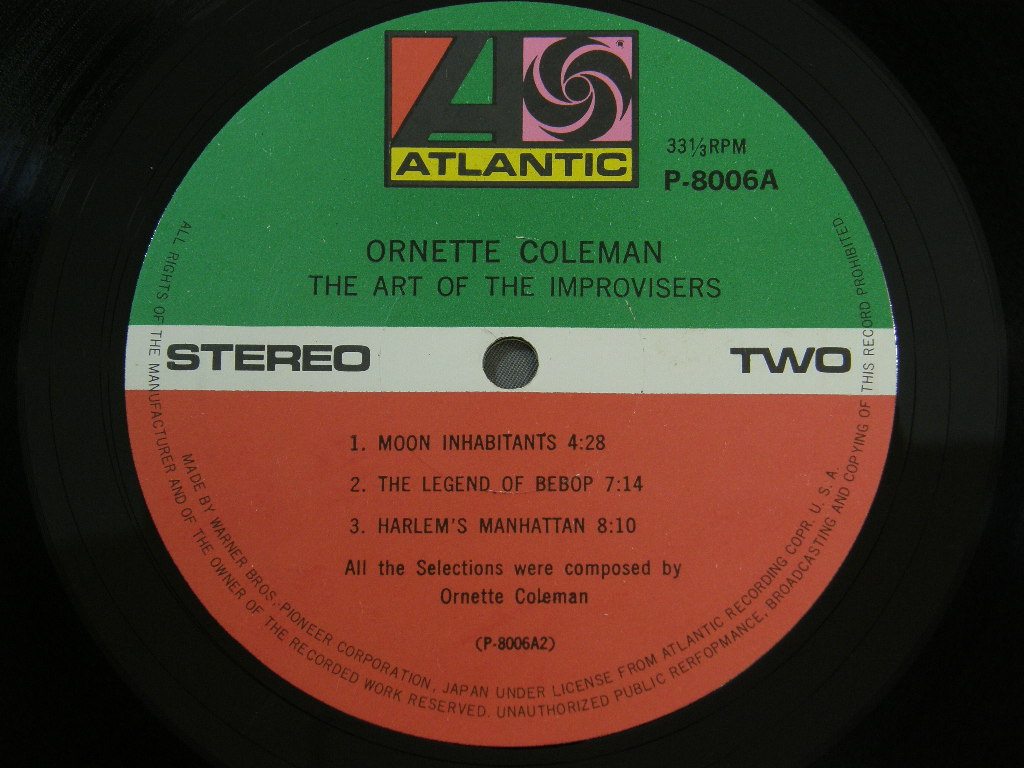 ATLANTIC
33⅓RPM
P-8006A
ORNETTE COLEMAN
THE ART OF THE IMPROVISERS
STEREO
TWO
1. MOON INHABITANTS 4:28
2. THE LEGEND OF BEBOP 7:14
3. HARLEM'S MANHATTAN 8:10
All the Selections were composed by
Ornette Coleman
(P-8006A2)
MADE BY WARNER BROS,-PIONEER CORPORATION, JAPAN UNDER LICENSE FROM ATLANTIC RECORDING COPR U. S. A.
ALL RIGHTS OF THE MANUFACTURER AND OF THE OWNER OF THE RECORDED WORK RESERVED. UNAUTHORIZED PUBLIC RERFOPMANCE, BROADCASTING AND COPYING OF THIS RECORD PROHIBITED